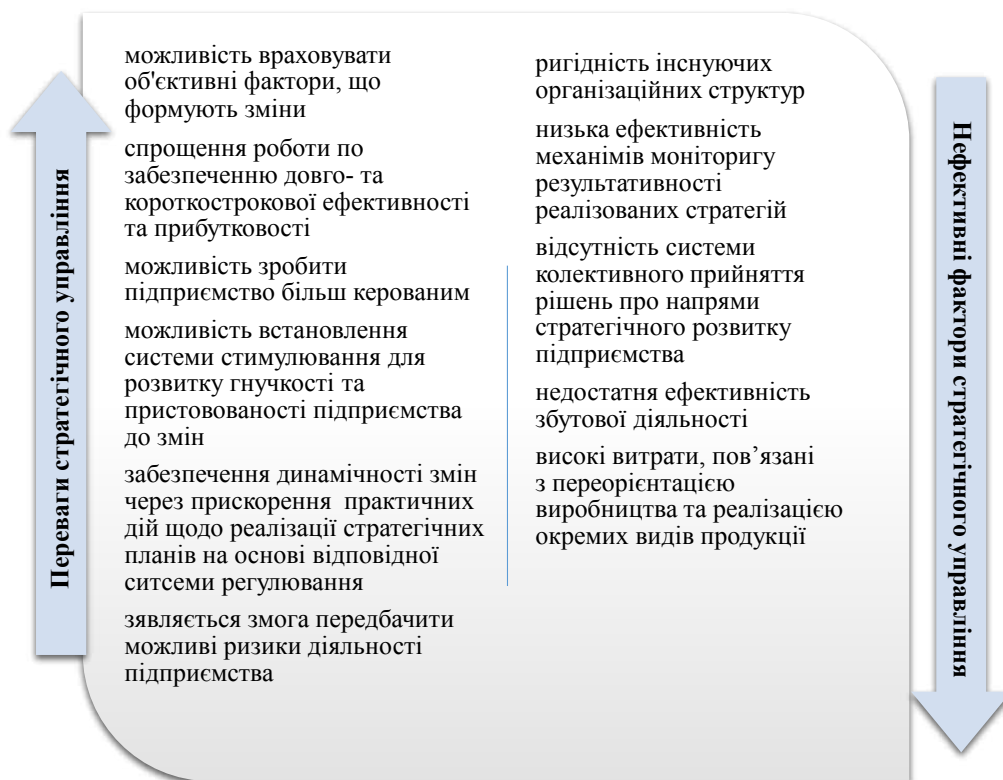 Переваги стратегічного управління
можливість враховувати
об'єктивні фактори, що
формують зміни
спрощення роботи по
забезпеченню довго- та
короткострокової ефективності
та прибутковості
можливість зробити
підприємство більш керованим
можливість встановлення
системи стимулювання для
розвитку гнучкості та
пристовованості підприємства
до змін
забезпечення динамічності змін
через прискорення практичних
дій щодо реалізації стратегічних
планів на основі відповідної
ситсеми регулювання
зявляється змога передбачити
можливі ризики діяльності
підприємства
ригідність інснуючих
організаційних структур
низька ефективність
механімів моніторигу
результативності
реалізованих стратегій
відсутність системи
колективного прийняття
рішень про напрями
стратегічного розвитку
підприємства
недостатня ефективність
збутової діяльності
високі витрати, пов’язані
з переорієнтацією
виробництва та реалізацією
окремих видів продукції
Нефективні фактори стратегічного управління